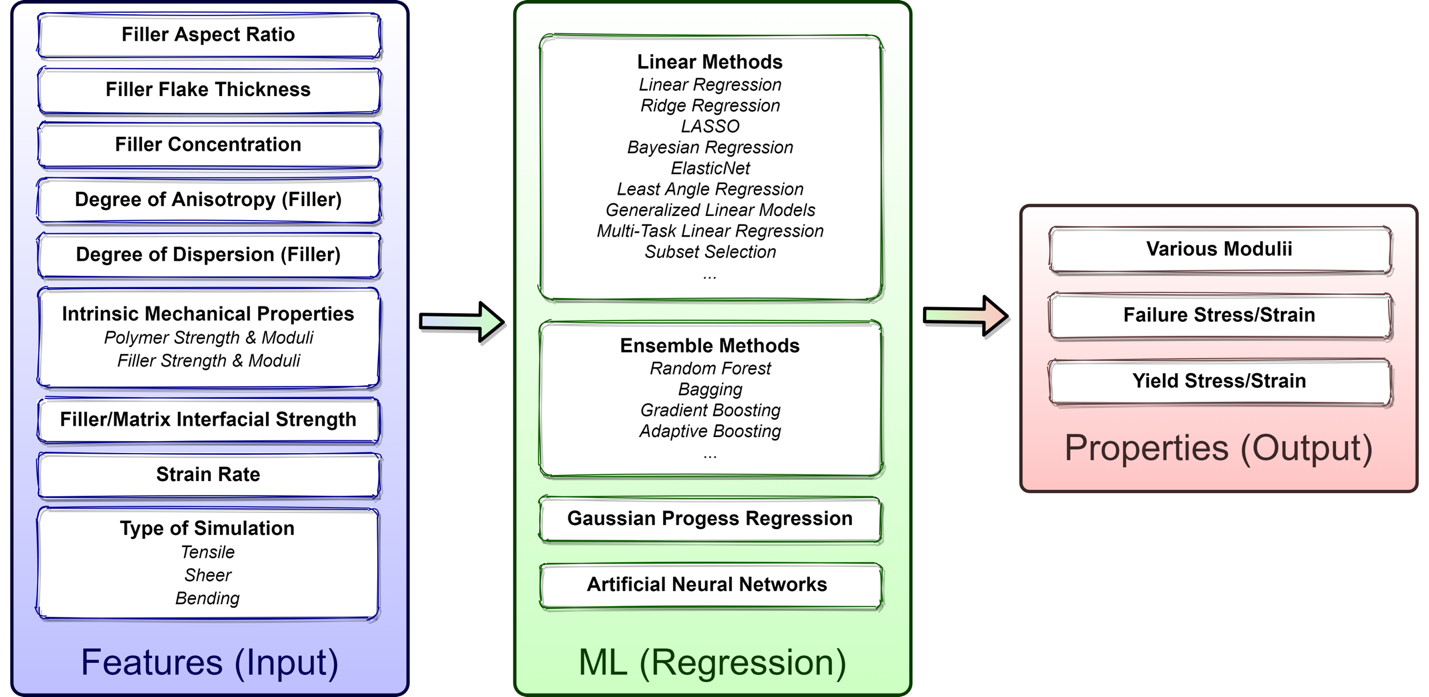 Filler Aspect Ratio
Filler Flake Thickness
Filler Concentration
Degree of Anisotropy (Filler)
Degree of Dispersion (Filler)
Intrinsic Mechanical Properties
Polymer Strength & Moduli
Filler Strength & Moduli
Filler/Matrix Interfacial Strength
Strain Rate
Type of Simulation
Tensile
Sheer
Bending
Features (Input)
Linear Methods
Linear Regression
Ridge Regression
LASSO
Bayesian Regression
ElasticNet
Least Angle Regression
Generalized Linear Models
Multi-Task Linear Regression
Subset Selection
...
Ensemble Methods
Random Forest
Bagging
Gradient Boosting
Adaptive Boosting
...
Gaussian Progess Regression
Artificial Neural Networks
ML (Regression)
Various Modulii
Failure Stress/Strain
Yield Stress/Strain
Properties (Output)